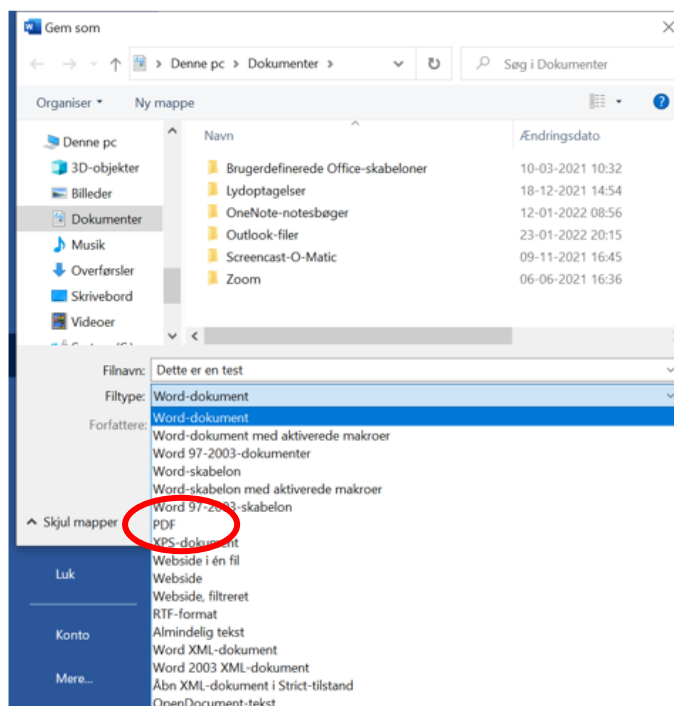 Gem som
Denne pc > Dokumenter >
Søg i Dokumenter
Organiser
Ny mappe
Navn
Ændringsdato
Denne pc
3D-objekter
Billeder
Dokumenter
Musik
Overførsler
Skrivebord
Videoer
Brugerdefinerede Office-skabeloner 10-03-2021 10:32
Lydoptagelser 18-12-2021 14:54
OneNote-notesbøger 12-01-2022 08:56
Outlook-filer 23-01-2022 20:15
Screencast-O-Matic 09-11-2021 16:45
Zoom 06-06-2021 16:36
Filnavn: Dette er en test
Filtype: Word-dokument
Forfattere:
Word-dokument
Word-dokument med aktiverede makroer
Word 97-2003-dokumenter
Word-skabelon
Word-skabelon med aktiverede makroer
Word 97-2003-skabelon
PDF
XPS-dokument
Webside i én fil
Webside
Webside, filtreret
RTF-format
Almindelig tekst
Word XML-dokument
Word 2003 XML-dokument
Åbn XML-dokument i Strict-tilstand
OpenDocument-tekst
Skjul mapper
Luk
Konto
Mere...